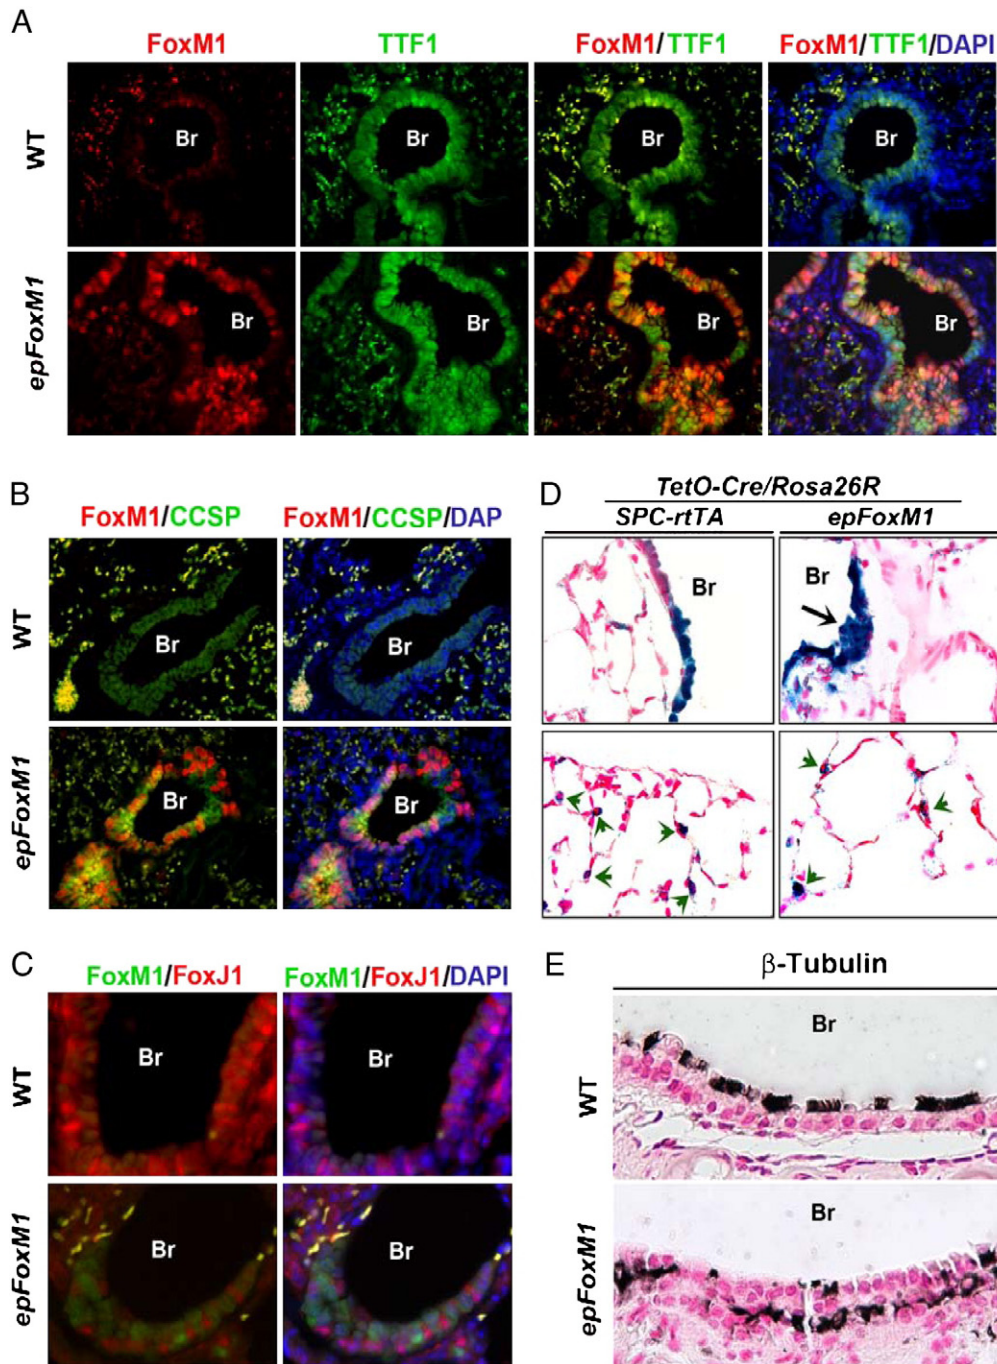 A
FoxM1 TTF1 FoxM1/TTF1 FoxM1/TTF1/DAPI
WT
Br Br Br Br
epFoxM1
Br Br Br Br
B
FoxM1/CCSP FoxM1/CCSP/DAP
WT
Br Br
epFoxM1
Br Br
D
TetO-Cre/Rosa26R
SPC-rtTA epFoxM1
Br Br
C
FoxM1/FoxJ1 FoxM1/FoxJ1/DAPI
WT
Br Br
epFoxM1
Br Br
E
β-Tubulin
WT
Br
epFoxM1
Br